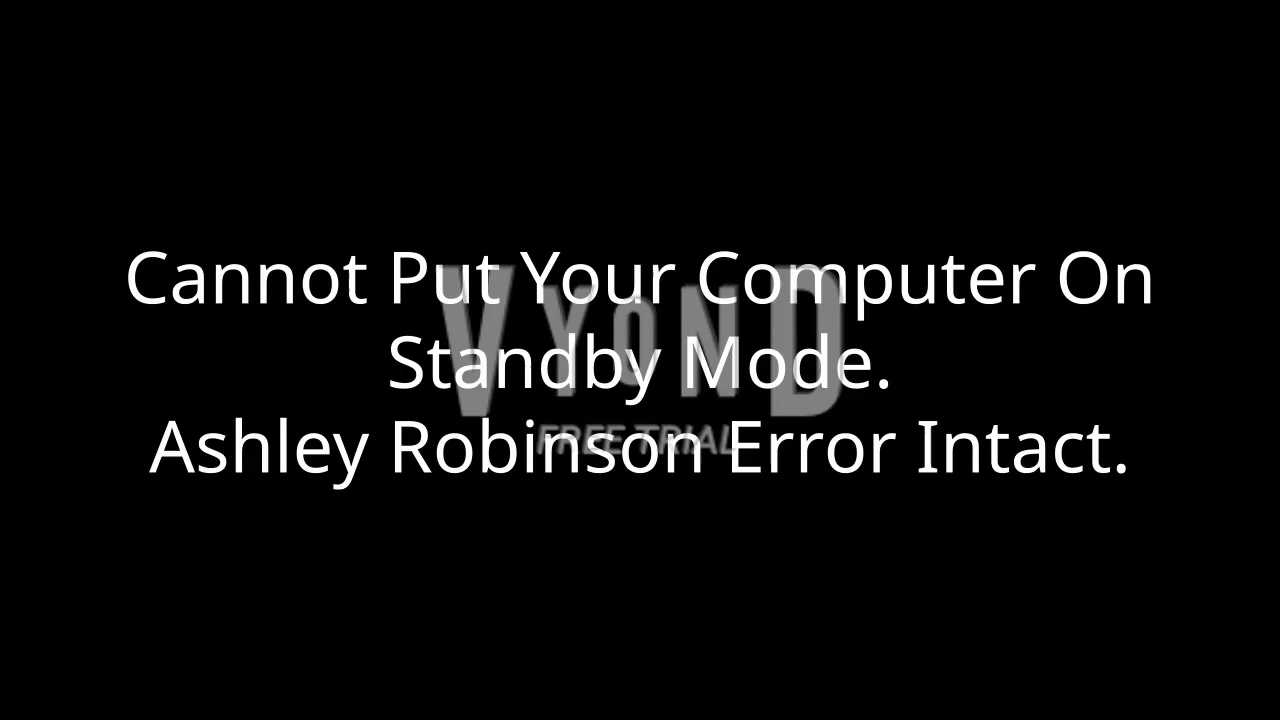 Cannot Put Your Computer On
Standby Mode.
Ashley Robinson Error Intact.
VYOND
FREE TRIAL